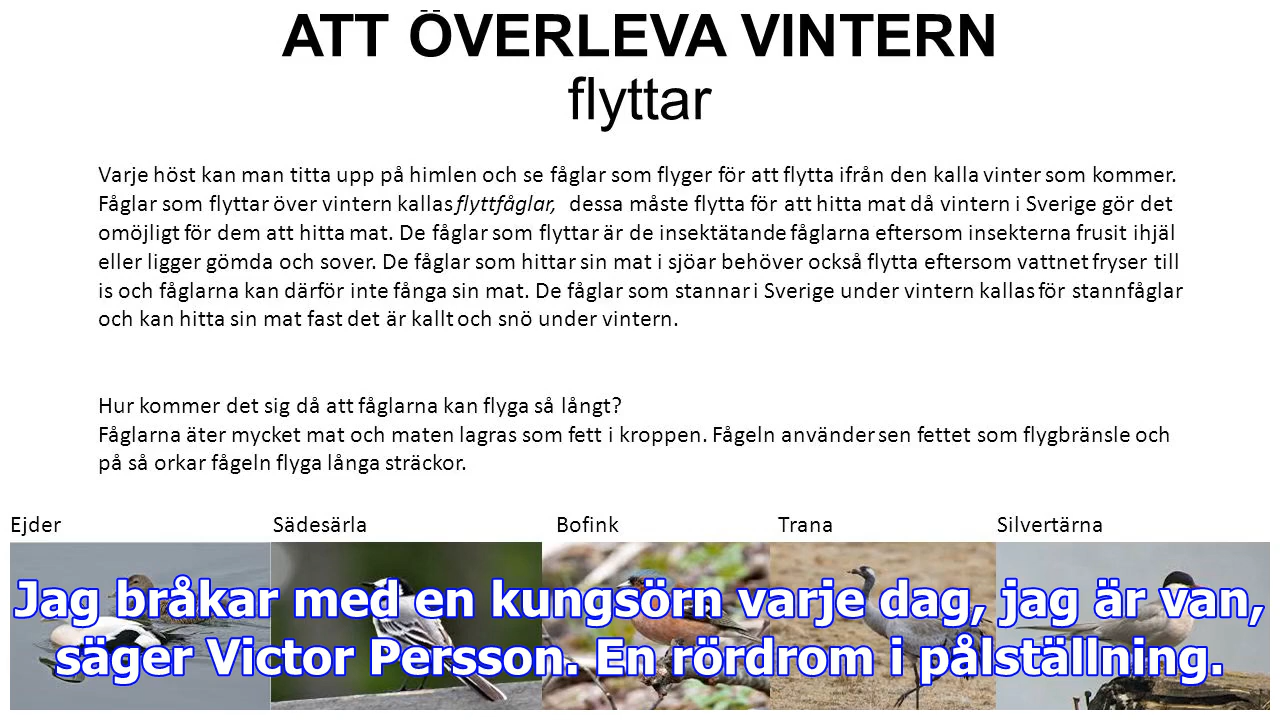 ATT ÖVERLEVA VINTERN
flyttar
Varje höst kan man titta upp på himlen och se fåglar som flyger för att flytta ifrån den kalla vinter som kommer.
Fåglar som flyttar över vintern kallas flyttfåglar, dessa måste flytta för att hitta mat då vintern i Sverige gör det
omöjligt för dem att hitta mat. De fåglar som flyttar är de insektätande fåglarna eftersom insekterna frusit ihjäl
eller ligger gömda och sover. De fåglar som hittar sin mat i sjöar behöver också flytta eftersom vattnet fryser till
is och fåglarna kan därför inte fånga sin mat. De fåglar som stannar i Sverige under vintern kallas för stannfåglar
och kan hitta sin mat fast det är kallt och snö under vintern.
Hur kommer det sig då att fåglarna kan flyga så långt?
Fåglarna äter mycket mat och maten lagras som fett i kroppen. Fågeln använder sen fettet som flygbränsle och
på så orkar fågeln flyga långa sträckor.
Ejder Sädesärla Bofink Trana Silvertärna
Jag bråkar med en kungsörn varje dag, jag är van,
säger Victor Persson. En rördrom i pålställning.